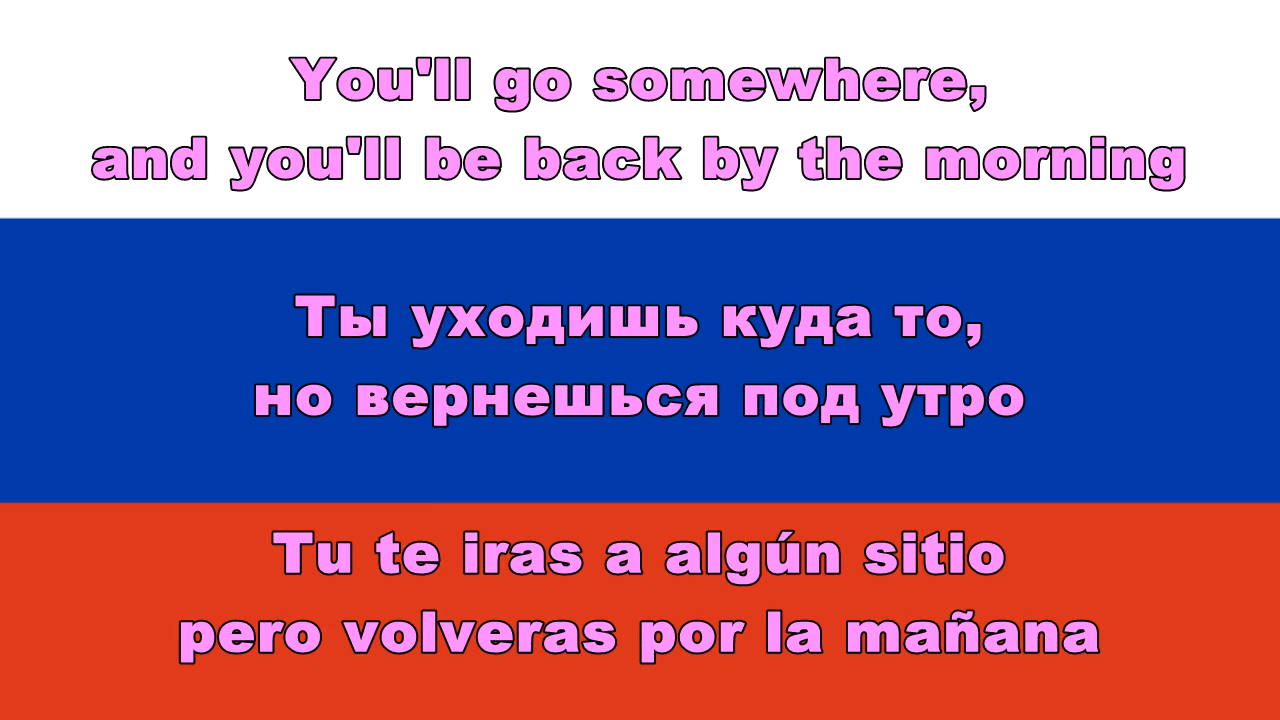 You'll go somewhere,
and you'll be back by the morning
Ты уходишь куда то,
но вернешься под утро
Tu te iras a algún sitio
pero volveras por la mañana